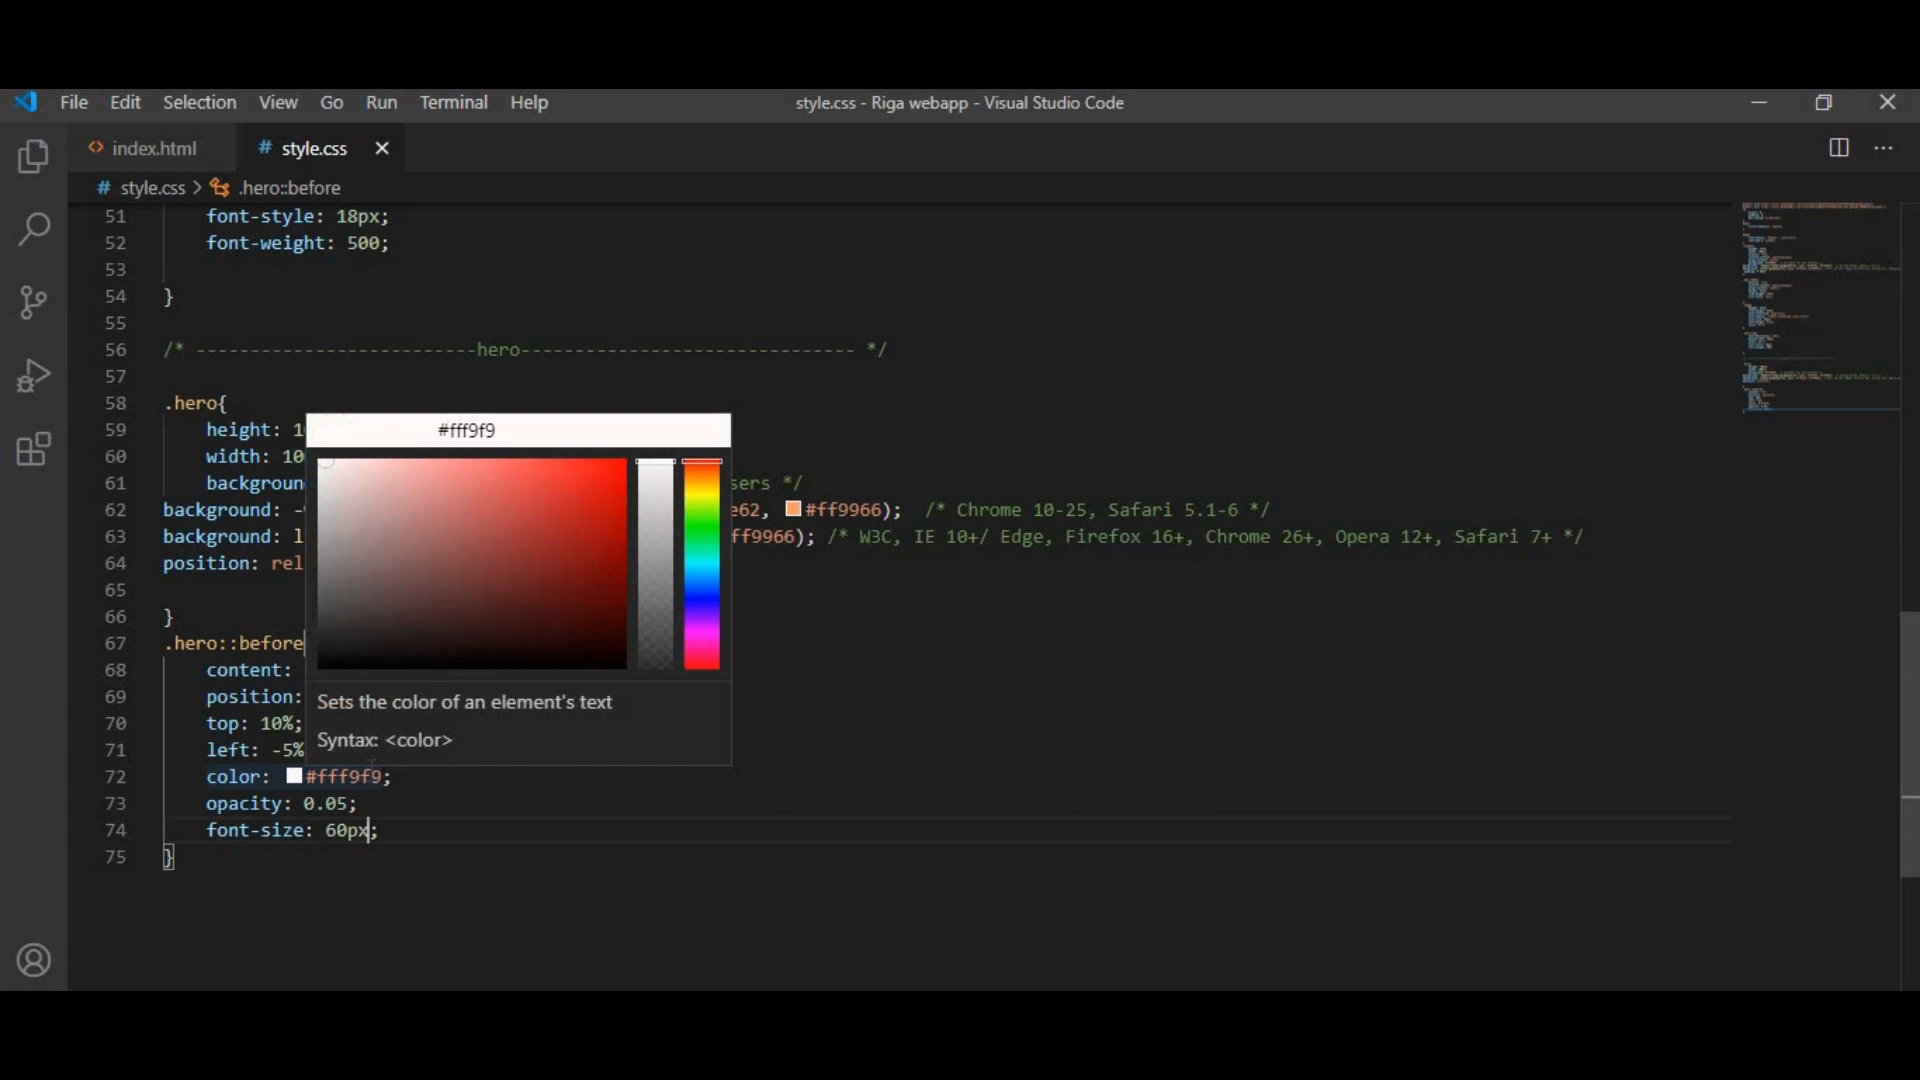 File Edit Selection View Go Run Terminal Help
style.css - Riga webapp - Visual Studio Code
index.html
# style.css
# style.css > .hero::before
51 font-style: 18px;
52 font-weight: 500;
53
54 }
55
56 /* --------------------------hero------------------------------- */
57
58 .hero{
59 height: 1
60 width: 10
61 background sers */
62 background: - e62, #ff9966); /* Chrome 10-25, Safari 5.1-6 */
63 background: l ff9966); /* W3C, IE 10+/ Edge, Firefox 16+, Chrome 26+, Opera 12+, Safari 7+ */
64 position: rel
65
66 }
67 .hero::before
68 content:
69 position:
70 top: 10%;
71 left: -5%
72 color: #fff9f9;
73 opacity: 0.05;
74 font-size: 60px;
75 }
#fff9f9
Sets the color of an element's text
Syntax: <color>